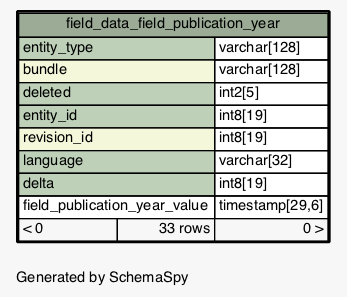 field_data_field_publication_year
entity_type varchar[128]
bundle varchar[128]
deleted int2[5]
entity_id int8[19]
revision_id int8[19]
language varchar[32]
delta int8[19]
field_publication_year_value timestamp[29,6]
< 0 33 rows 0 >
Generated by SchemaSpy